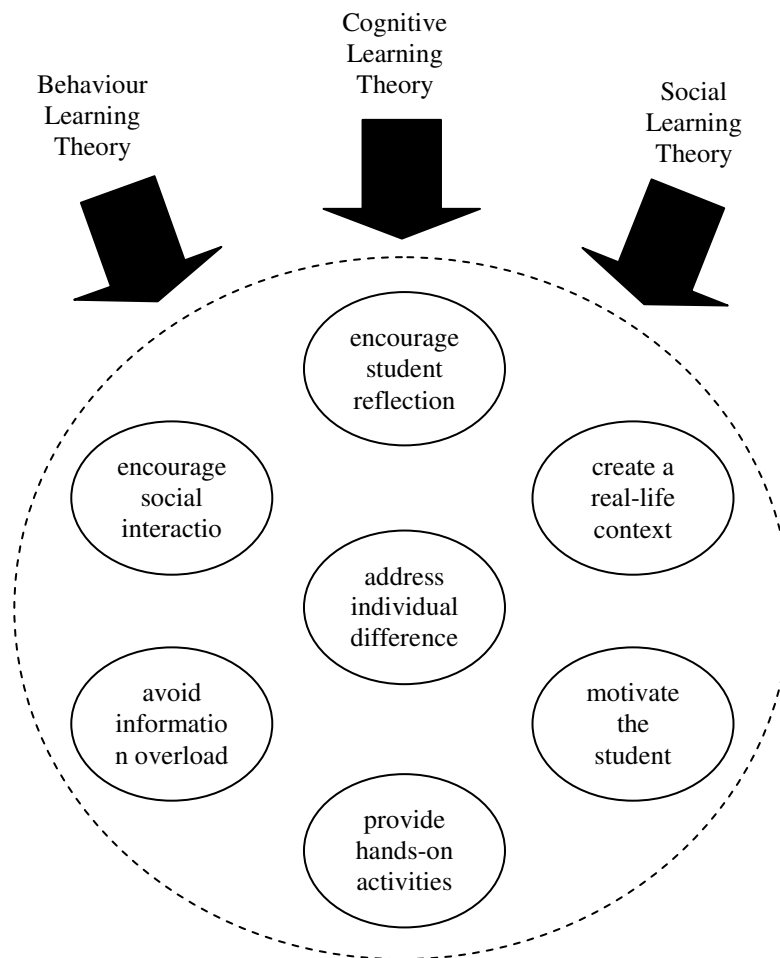 Cognitive
Learning
Theory
Behaviour
Learning
Theory
Social
Learning
Theory
encourage
student
reflection
encourage
social
interactio
create a
real-life
context
address
individual
difference
avoid
informatio
n overload
motivate
the
student
provide
hands-on
activities